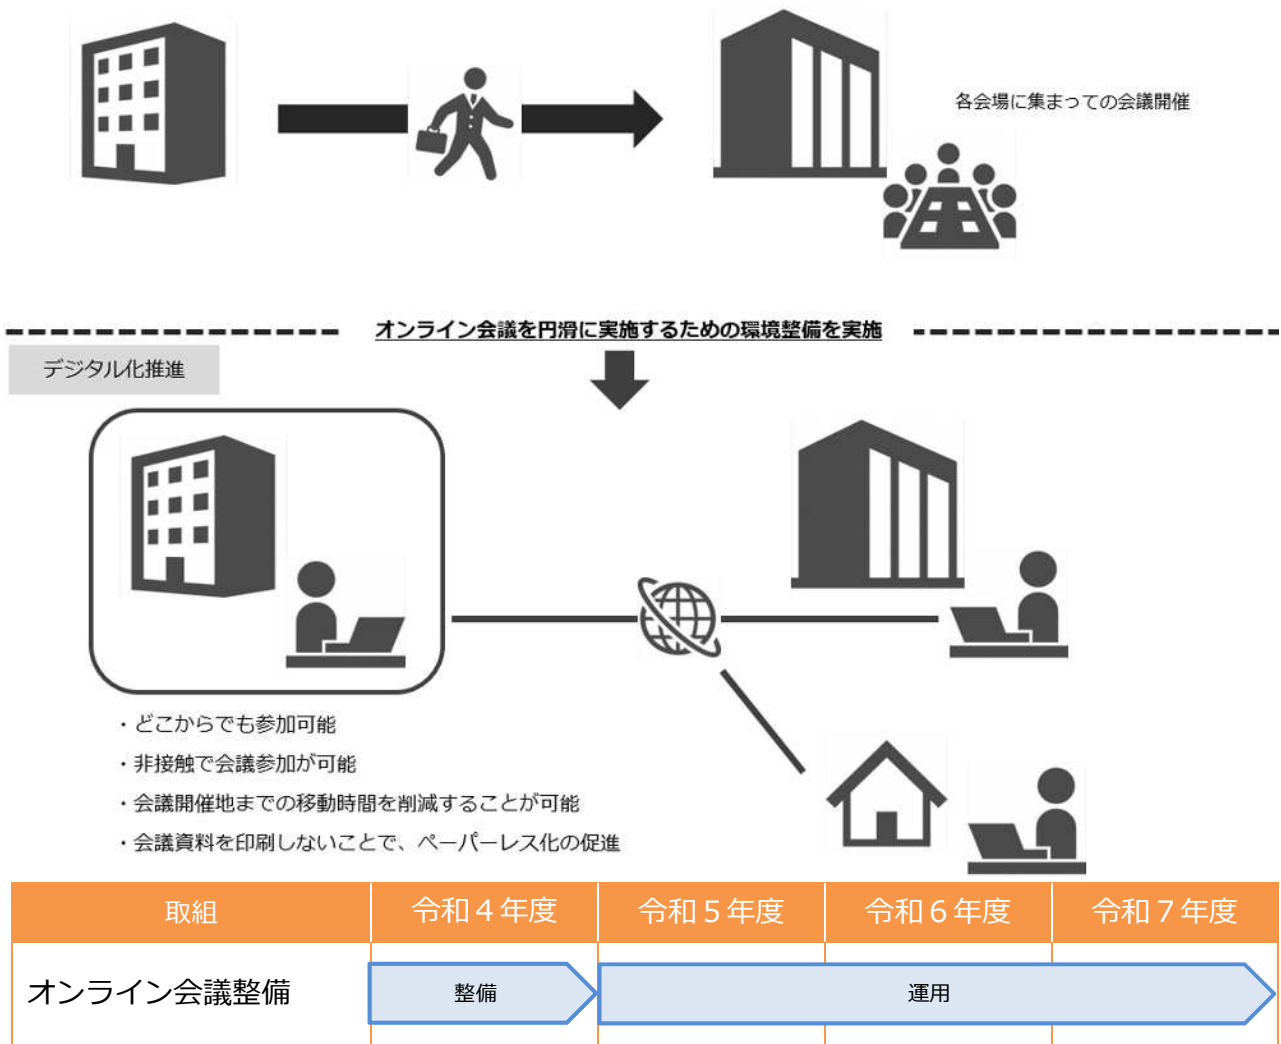 各会場に集まっての会議開催
オンライン会議を円滑に実施するための環境整備を実施
デジタル化推進
・どこからでも参加可能
・非接触で会議参加が可能
・会議開催地までの移動時間を削減することが可能
・会議資料を印刷しないことで、ペーパーレス化の促進
取組 令和４年度 令和５年度 令和６年度 令和７年度
オンライン会議整備 整備 運用